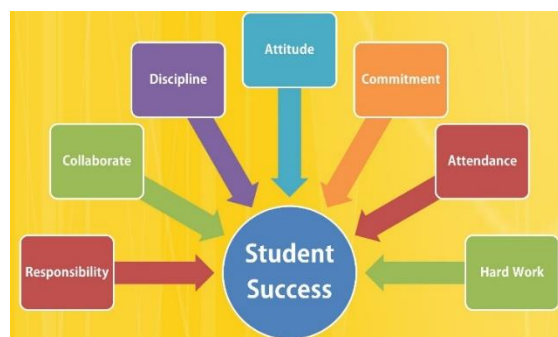 Attitude
Discipline
Commitment
Collaborate
Attendance
Responsibility
Student
Success
Hard Work